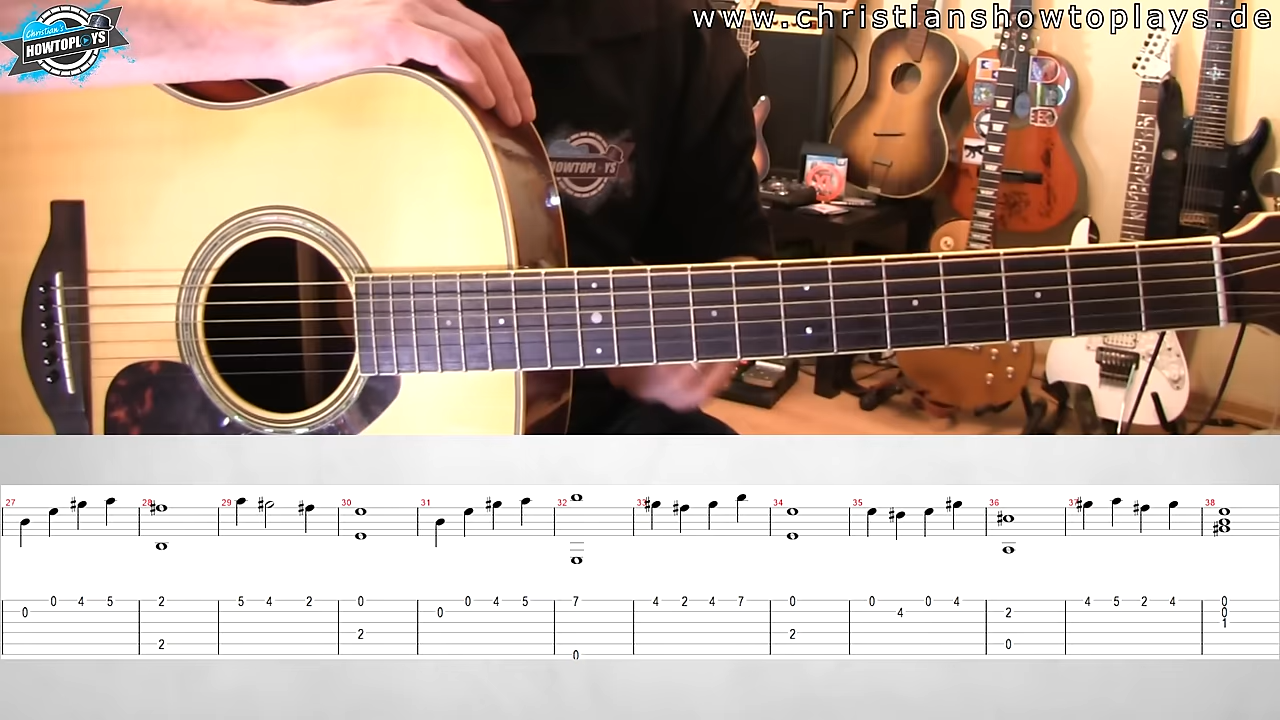 www.christianshowtoplays.de
Christian's
HOWTOPLAYS
HOWTOPLAYS
27 28 29 30 31 32 33 34 35 36 37 38
0 4 5 2 5 4 2 0 0 4 5 7 4 2 4 7 0 0 0 4 4 5 2 4 0
0 0 4 2 0
1
2 2
2 0
0